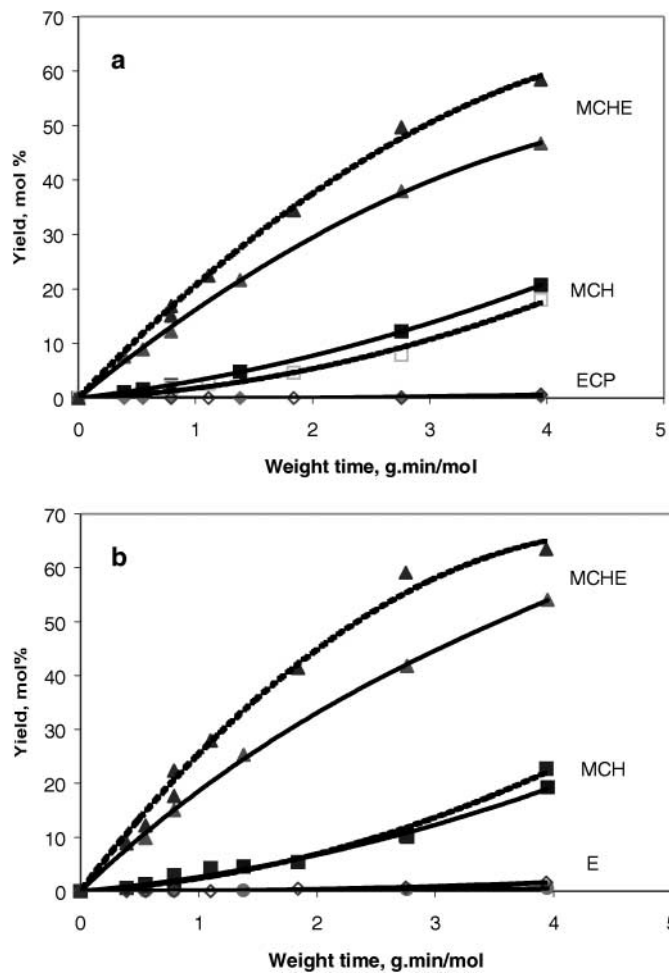 70
a
60
MCHE
50
Yield, mol %
40
30
20
MCH
10
ECP
0
0 1 2 3 4 5
Weight time, g.min/mol
70
b
60
MCHE
50
Yield, mol%
40
30
20
MCH
10
E
0
0 1 2 3 4 5
Weight time, g.min/mol